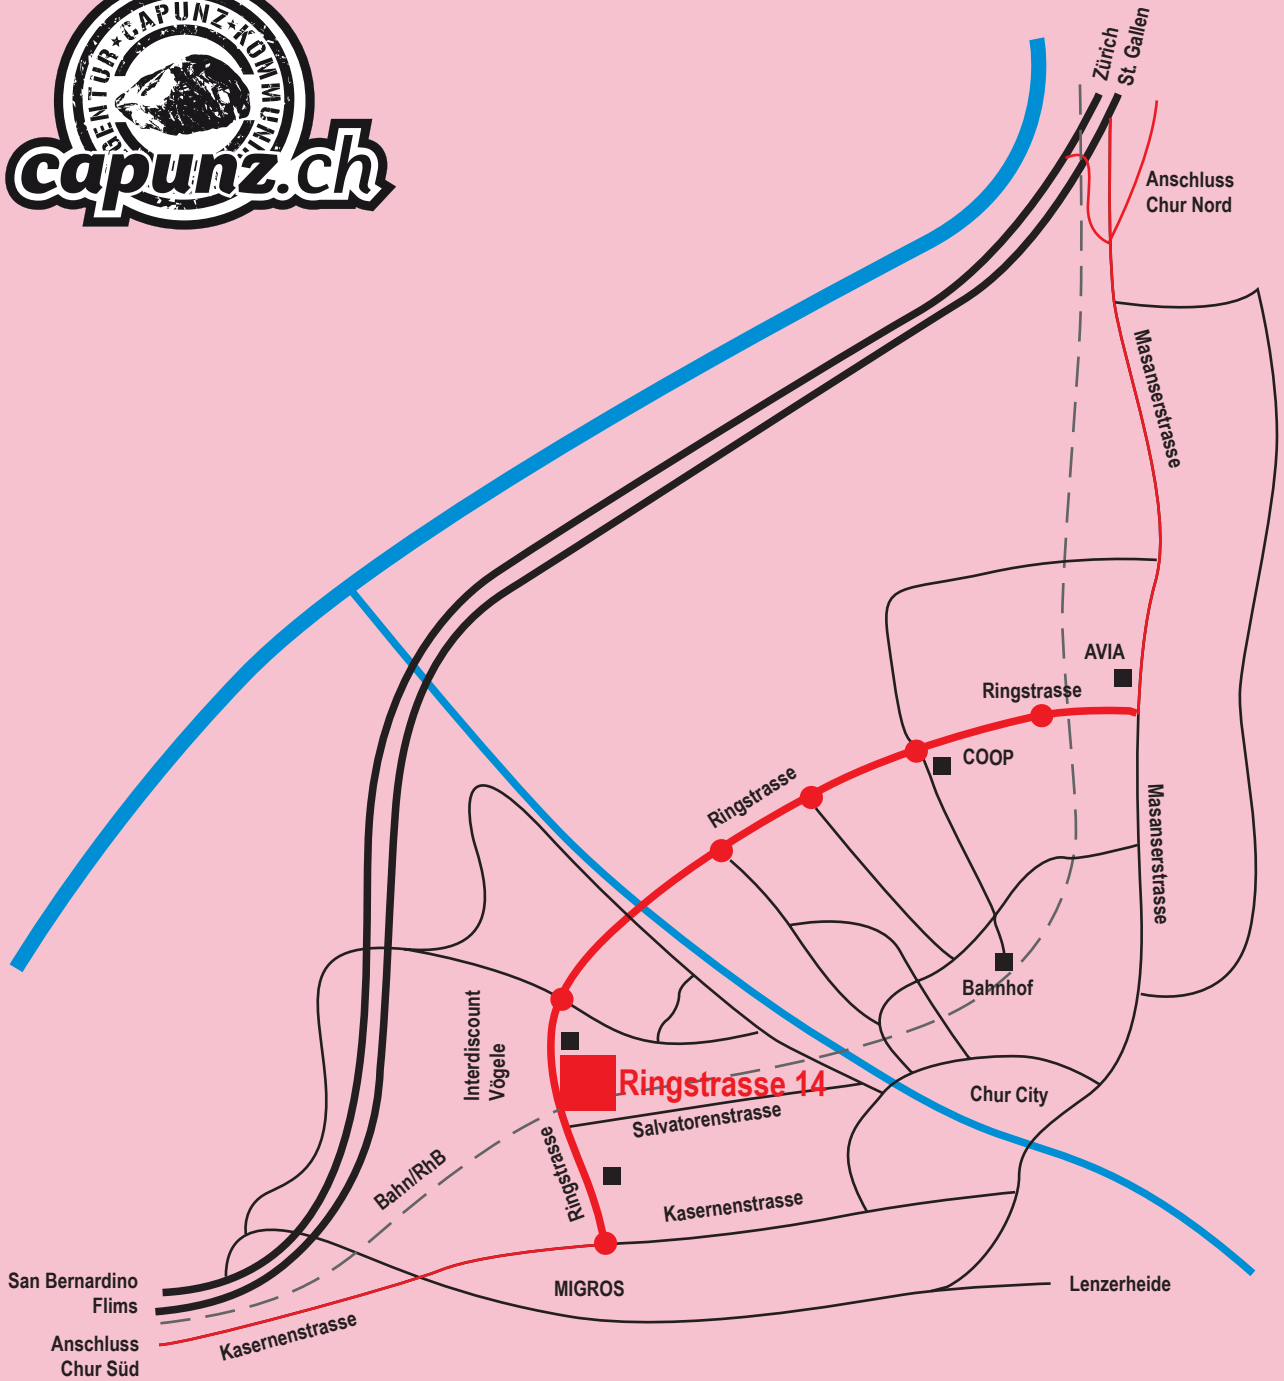 GENTUR★CAPUNZ★KOMMUNI
capunz.ch
Zürich
St. Gallen
Anschluss
Chur Nord
Masanserstrasse
AVIA
Ringstrasse
COOP
Ringstrasse
Masanserstrasse
Bahnhof
Interdiscount
Vögele
Ringstrasse 14
Chur City
Salvatorenstrasse
Ringstrasse
Bahn/RhB
Kasernenstrasse
San Bernardino
Flims
MIGROS
Lenzerheide
Anschluss
Chur Süd
Kasernenstrasse